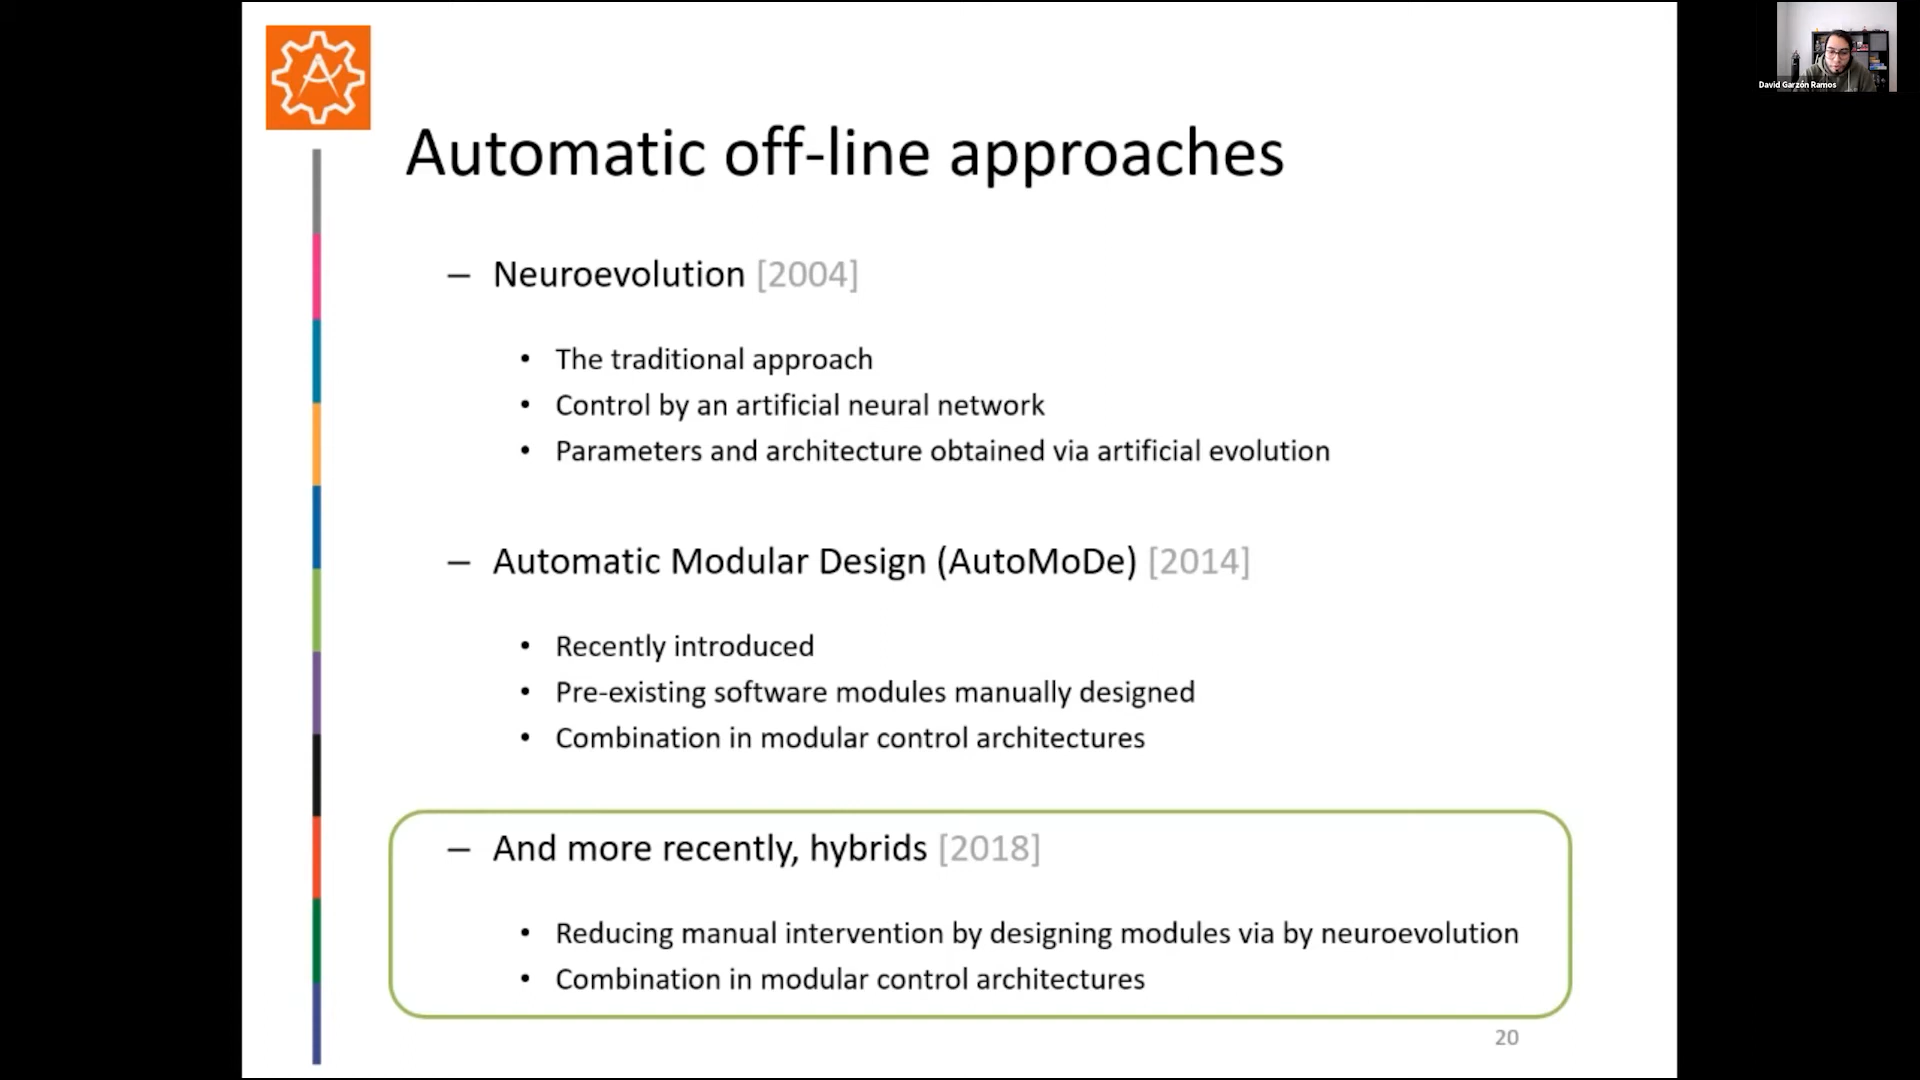 David Garzón Ramos
Automatic off-line approaches
– Neuroevolution [2004]
• The traditional approach
• Control by an artificial neural network
• Parameters and architecture obtained via artificial evolution
– Automatic Modular Design (AutoMoDe) [2014]
• Recently introduced
• Pre-existing software modules manually designed
• Combination in modular control architectures
– And more recently, hybrids [2018]
• Reducing manual intervention by designing modules via by neuroevolution
• Combination in modular control architectures
20